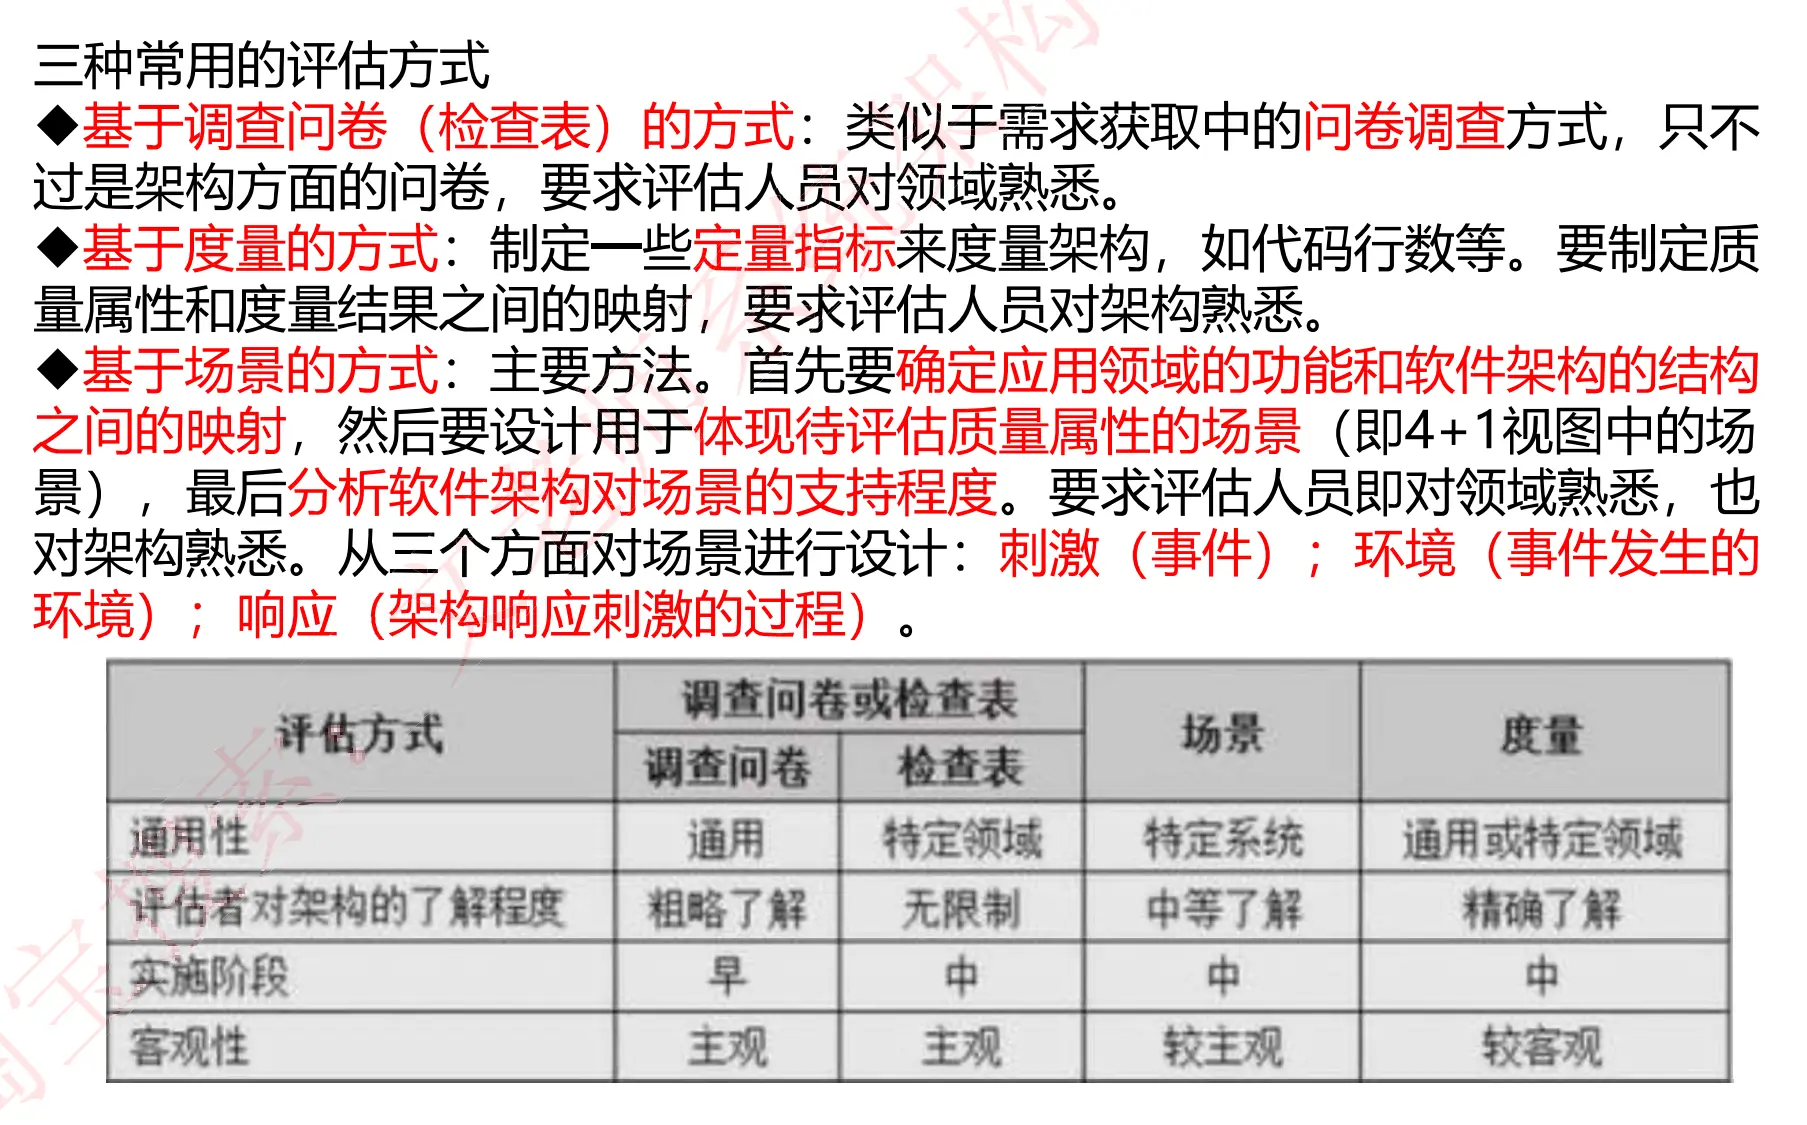 三种常用的评估方式
◆基于调查问卷（检查表）的方式：类似于需求获取中的问卷调查方式，只不
过是架构方面的问卷，要求评估人员对领域熟悉。
◆基于度量的方式：制定一些定量指标来度量架构，如代码行数等。要制定质
量属性和度量结果之间的映射，要求评估人员对架构熟悉。
◆基于场景的方式：主要方法。首先要确定应用领域的功能和软件架构的结构
之间的映射，然后要设计用于体现待评估质量属性的场景（即4+1视图中的场
景），最后分析软件架构对场景的支持程度。要求评估人员即对领域熟悉，也
对架构熟悉。从三个方面对场景进行设计：刺激（事件）；环境（事件发生的
环境）；响应（架构响应刺激的过程）。
评估方式 调查问卷或检查表 场景 度量
调查问卷 检查表
通用性 通用 特定领域 特定系统 通用或特定领域
评估者对架构的了解程度 粗略了解 无限制 中等了解 精确了解
实施阶段 早 中 中 中
客观性 主观 主观 较主观 较客观